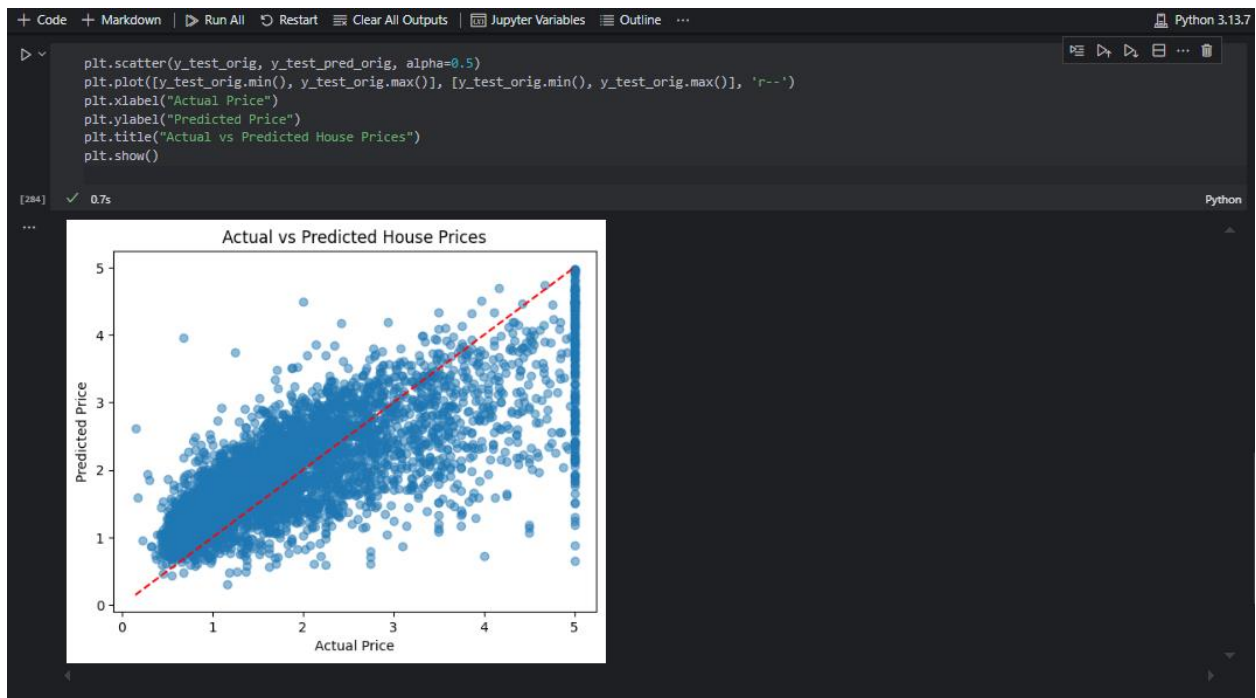 + Code + Markdown | Run All Restart Clear All Outputs | Jupyter Variables Outline ... Python 3.13.7
plt.scatter(y_test_orig, y_test_pred_orig, alpha=0.5)
plt.plot([y_test_orig.min(), y_test_orig.max()], [y_test_orig.min(), y_test_orig.max()], 'r--')
plt.xlabel("Actual Price")
plt.ylabel("Predicted Price")
plt.title("Actual vs Predicted House Prices")
plt.show()
[284] ✓ 0.7s Python
...
Actual vs Predicted House Prices
5
4
3
2
1
0
Predicted Price
0 1 2 3 4 5
Actual Price